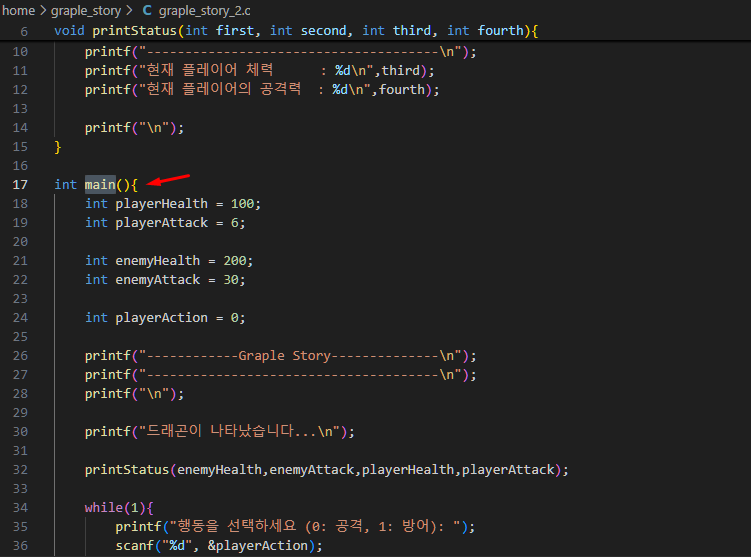 home > graple_story > C graple_story_2.c
6 void printStatus(int first, int second, int third, int fourth){
10 printf("--------------------------------------\n");
11 printf("현재 플레이어 체력      : %d\n",third);
12 printf("현재 플레이어의 공격력  : %d\n",fourth);
13
14 printf("\n");
15 }
16
17 int main(){
18 int playerHealth = 100;
19 int playerAttack = 6;
20
21 int enemyHealth = 200;
22 int enemyAttack = 30;
23
24 int playerAction = 0;
25
26 printf("------------Graple Story--------------\n");
27 printf("--------------------------------------\n");
28 printf("\n");
29
30 printf("드래곤이 나타났습니다...\n");
31
32 printStatus(enemyHealth,enemyAttack,playerHealth,playerAttack);
33
34 while(1){
35 printf("행동을 선택하세요 (0: 공격, 1: 방어): ");
36 scanf("%d", &playerAction);